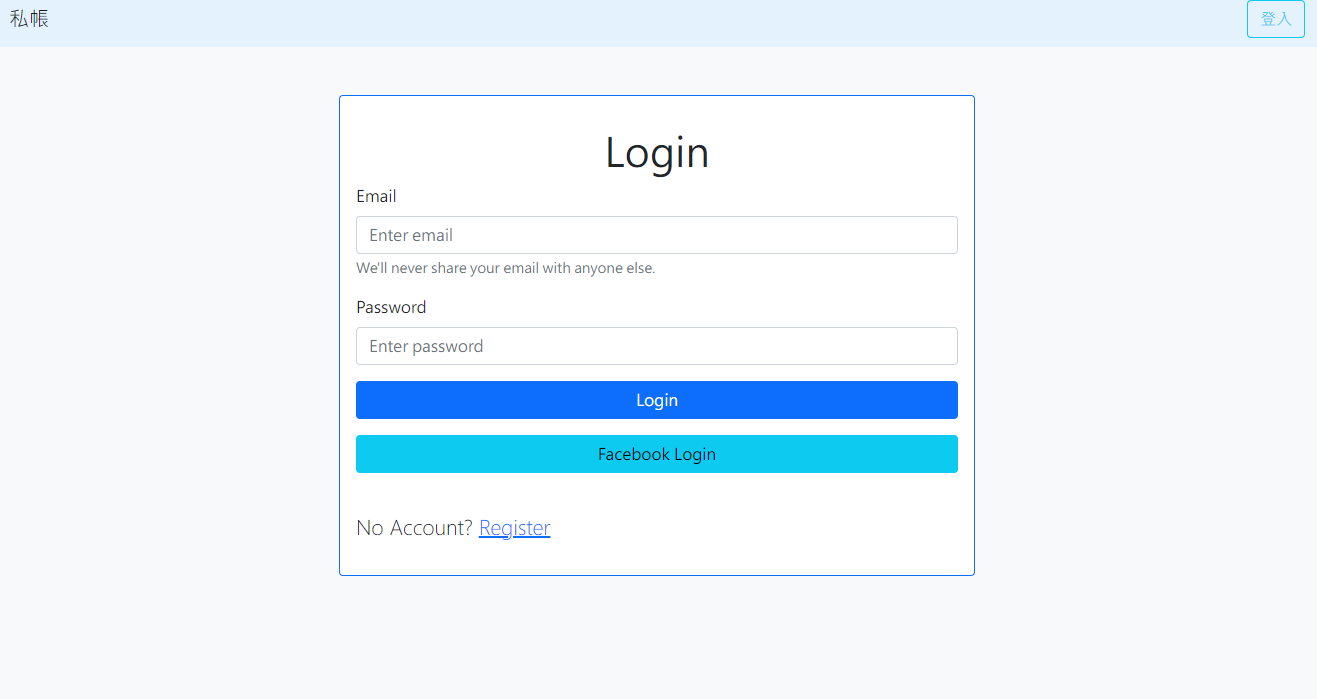 私帳
登入
Login
Email
Enter email
We'll never share your email with anyone else.
Password
Enter password
Login
Facebook Login
No Account? Register